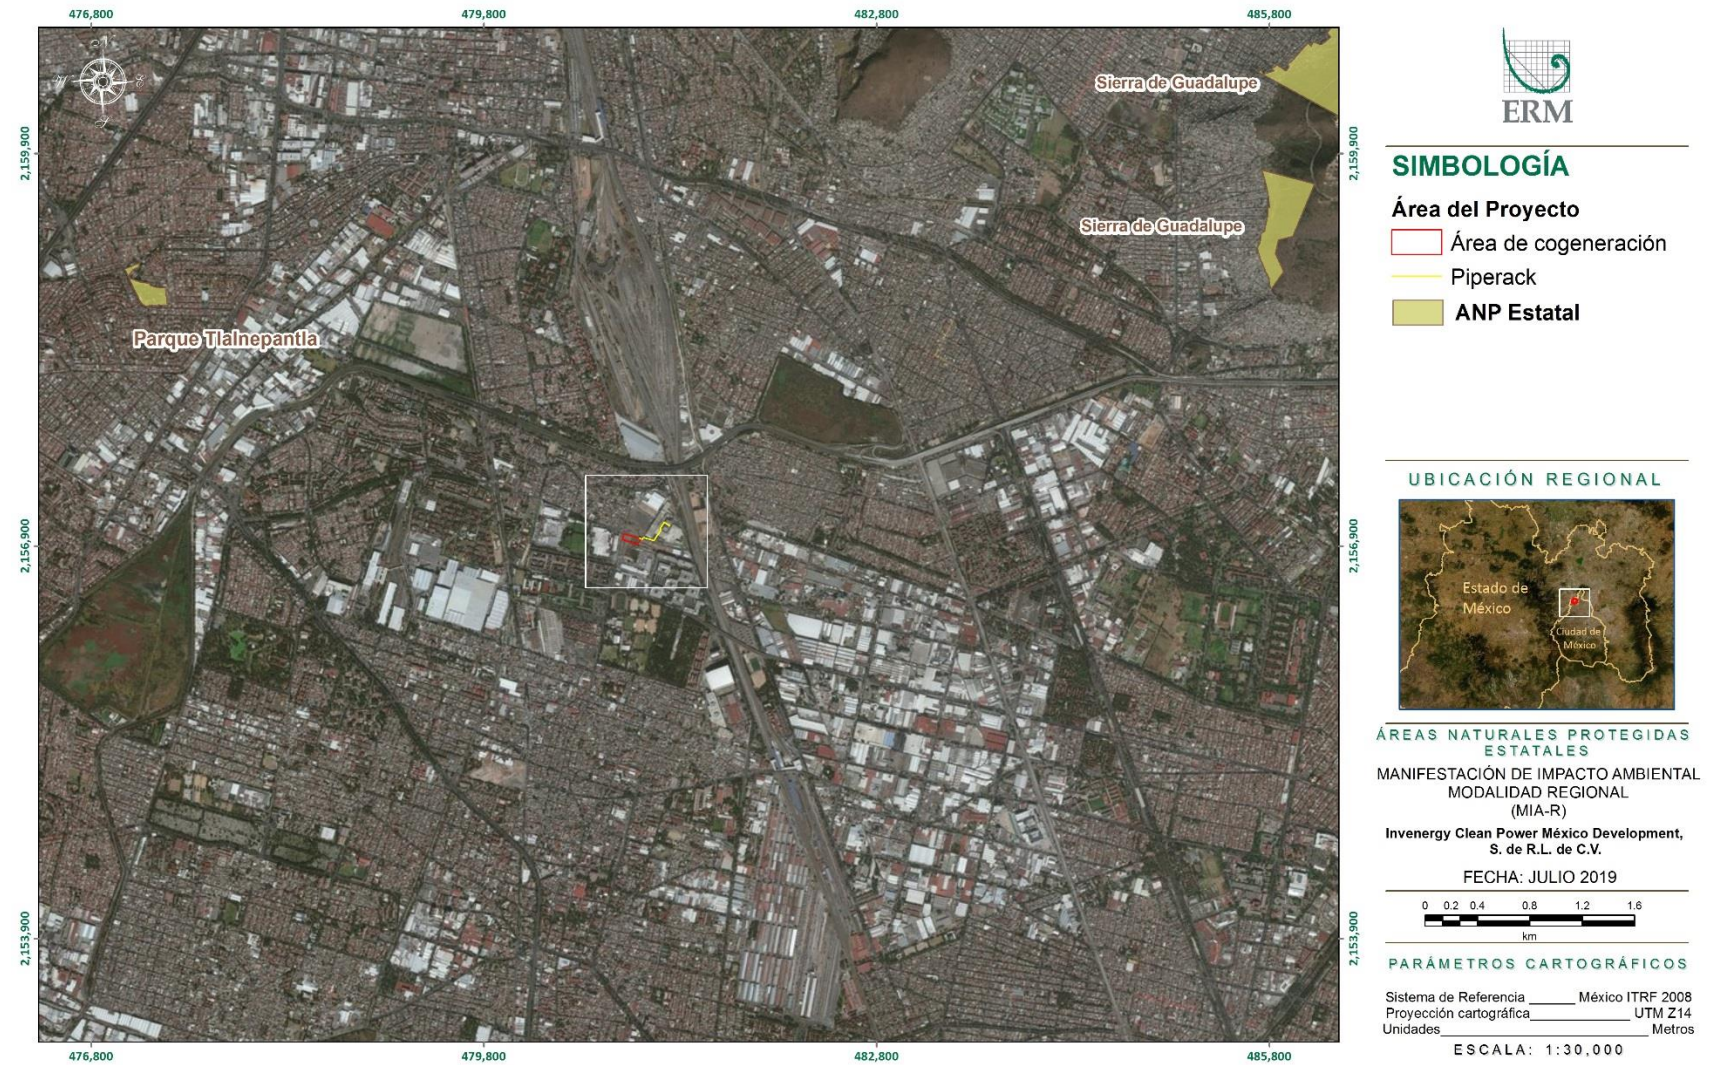 476,800
479,800
482,800
485,800
2,159,900
2,156,900
2,153,900
Sierra de Guadalupe
Sierra de Guadalupe
Parque Tlalnepantla
2,159,900
2,156,900
2,153,900
476,800
479,800
482,800
485,800
ERM
SIMBOLOGÍA
Área del Proyecto
Área de cogeneración
Piperack
ANP Estatal
UBICACIÓN REGIONAL
Estado de
México
Ciudad de
México
ÁREAS NATURALES PROTEGIDAS
ESTATALES
MANIFESTACIÓN DE IMPACTO AMBIENTAL
MODALIDAD REGIONAL
(MIA-R)
Invenergy Clean Power México Development,
S. de R.L. de C.V.
FECHA: JULIO 2019
0 0.2 0.4 0.8 1.2 1.6
km
PARÁMETROS CARTOGRÁFICOS
Sistema de Referencia ______ México ITRF 2008
Proyección cartográfica_____________ UTM Z14
Unidades___________________________ Metros
ESCALA: 1:30,000